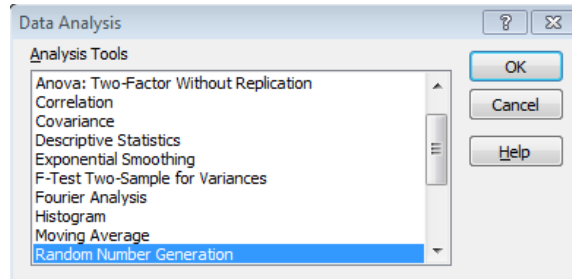 Data Analysis
?
Analysis Tools
Anova: Two-Factor Without Replication
Correlation
Covariance
Descriptive Statistics
Exponential Smoothing
F-Test Two-Sample for Variances
Fourier Analysis
Histogram
Moving Average
Random Number Generation
OK
Cancel
Help